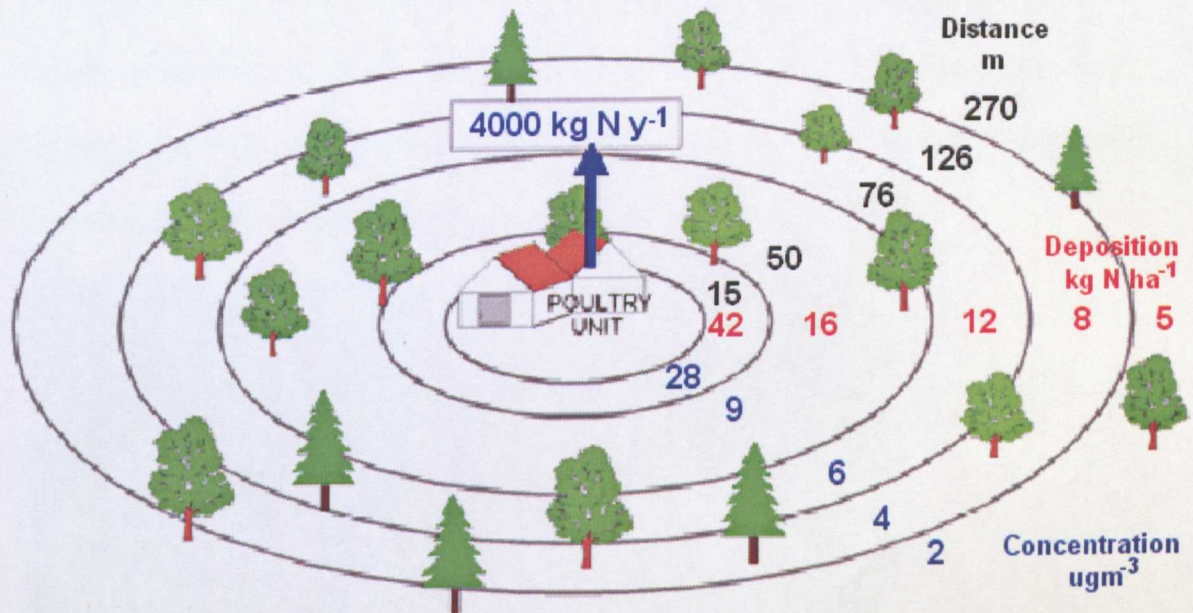 Distance
m
270
4000 kg N y⁻¹
126
76
Deposition
kg N ha⁻¹
50
15
POULTRY
UNIT
42 16 12 8 5
28
9
6
4
2
Concentration
ugm⁻³